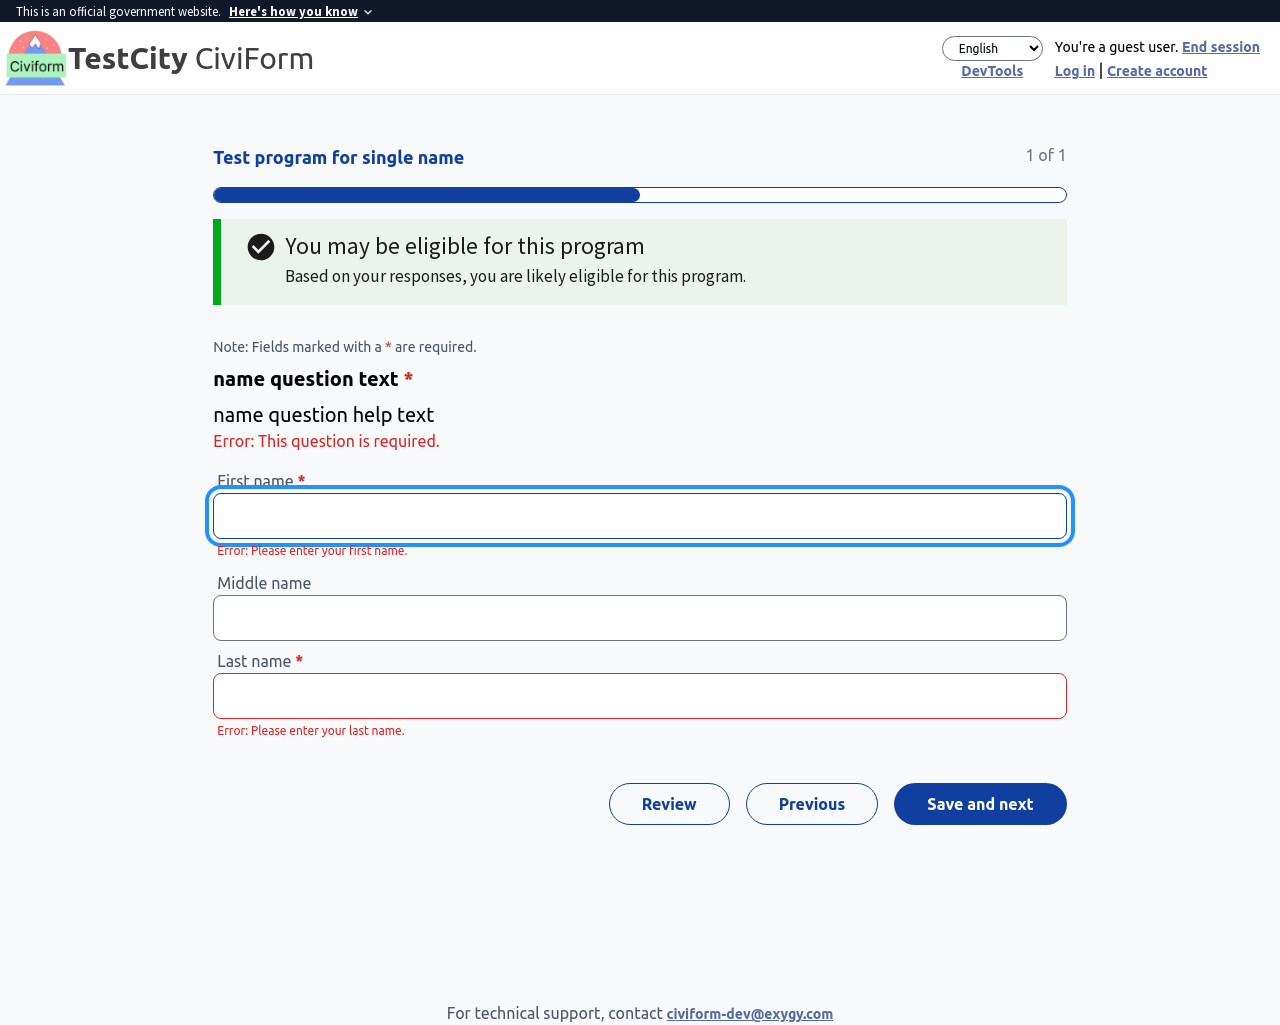 This is an official government website. Here's how you know
Civiform
TestCity CiviForm
English
You're a guest user. End session
DevTools
Log in | Create account
Test program for single name
1 of 1
You may be eligible for this program
Based on your responses, you are likely eligible for this program.
Note: Fields marked with a * are required.
name question text *
name question help text
Error: This question is required.
First name *
Error: Please enter your first name.
Middle name
Last name *
Error: Please enter your last name.
Review
Previous
Save and next
For technical support, contact civiform-dev@exygy.com